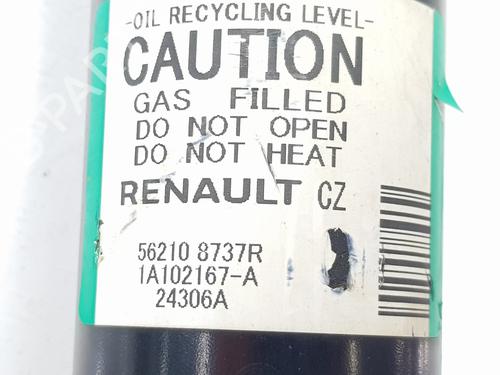 -OIL RECYCLING LEVEL-
CAUTION
GAS FILLED
DO NOT OPEN
DO NOT HEAT
RENAULT CZ
56210 8737R
1A102167-A
24306A